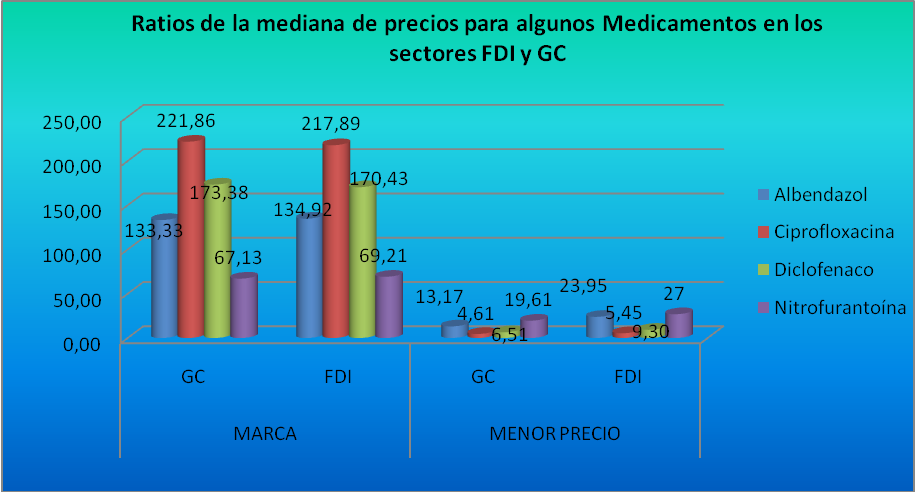 Ratios de la mediana de precios para algunos Medicamentos en los
sectores FDI y GC
250,00
200,00
150,00
100,00
50,00
0,00
133,33
221,86
173,38
67,13
134,92
217,89
170,43
69,21
13,17
4,61
6,51
19,61
23,95
5,45
9,30
27
GC
FDI
GC
FDI
MARCA
MENOR PRECIO
Albendazol
Ciprofloxacina
Diclofenaco
Nitrofurantoína